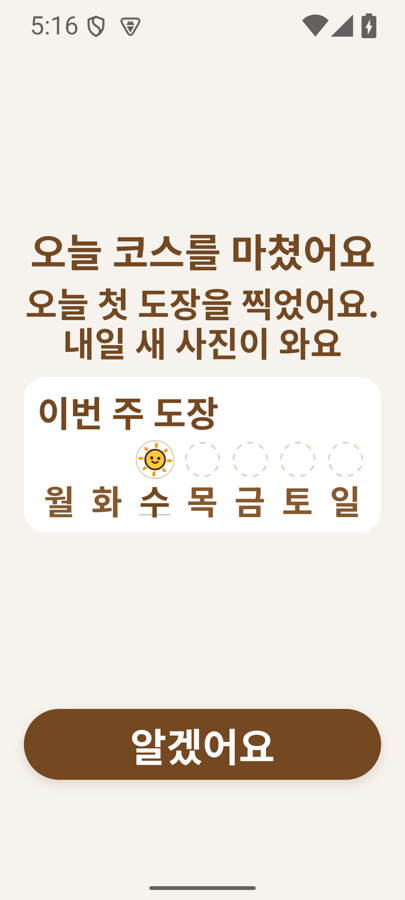 5:16
오늘 코스를 마쳤어요
오늘 첫 도장을 찍었어요.
내일 새 사진이 와요
이번 주 도장
월 화 수 목 금 토 일
알겠어요